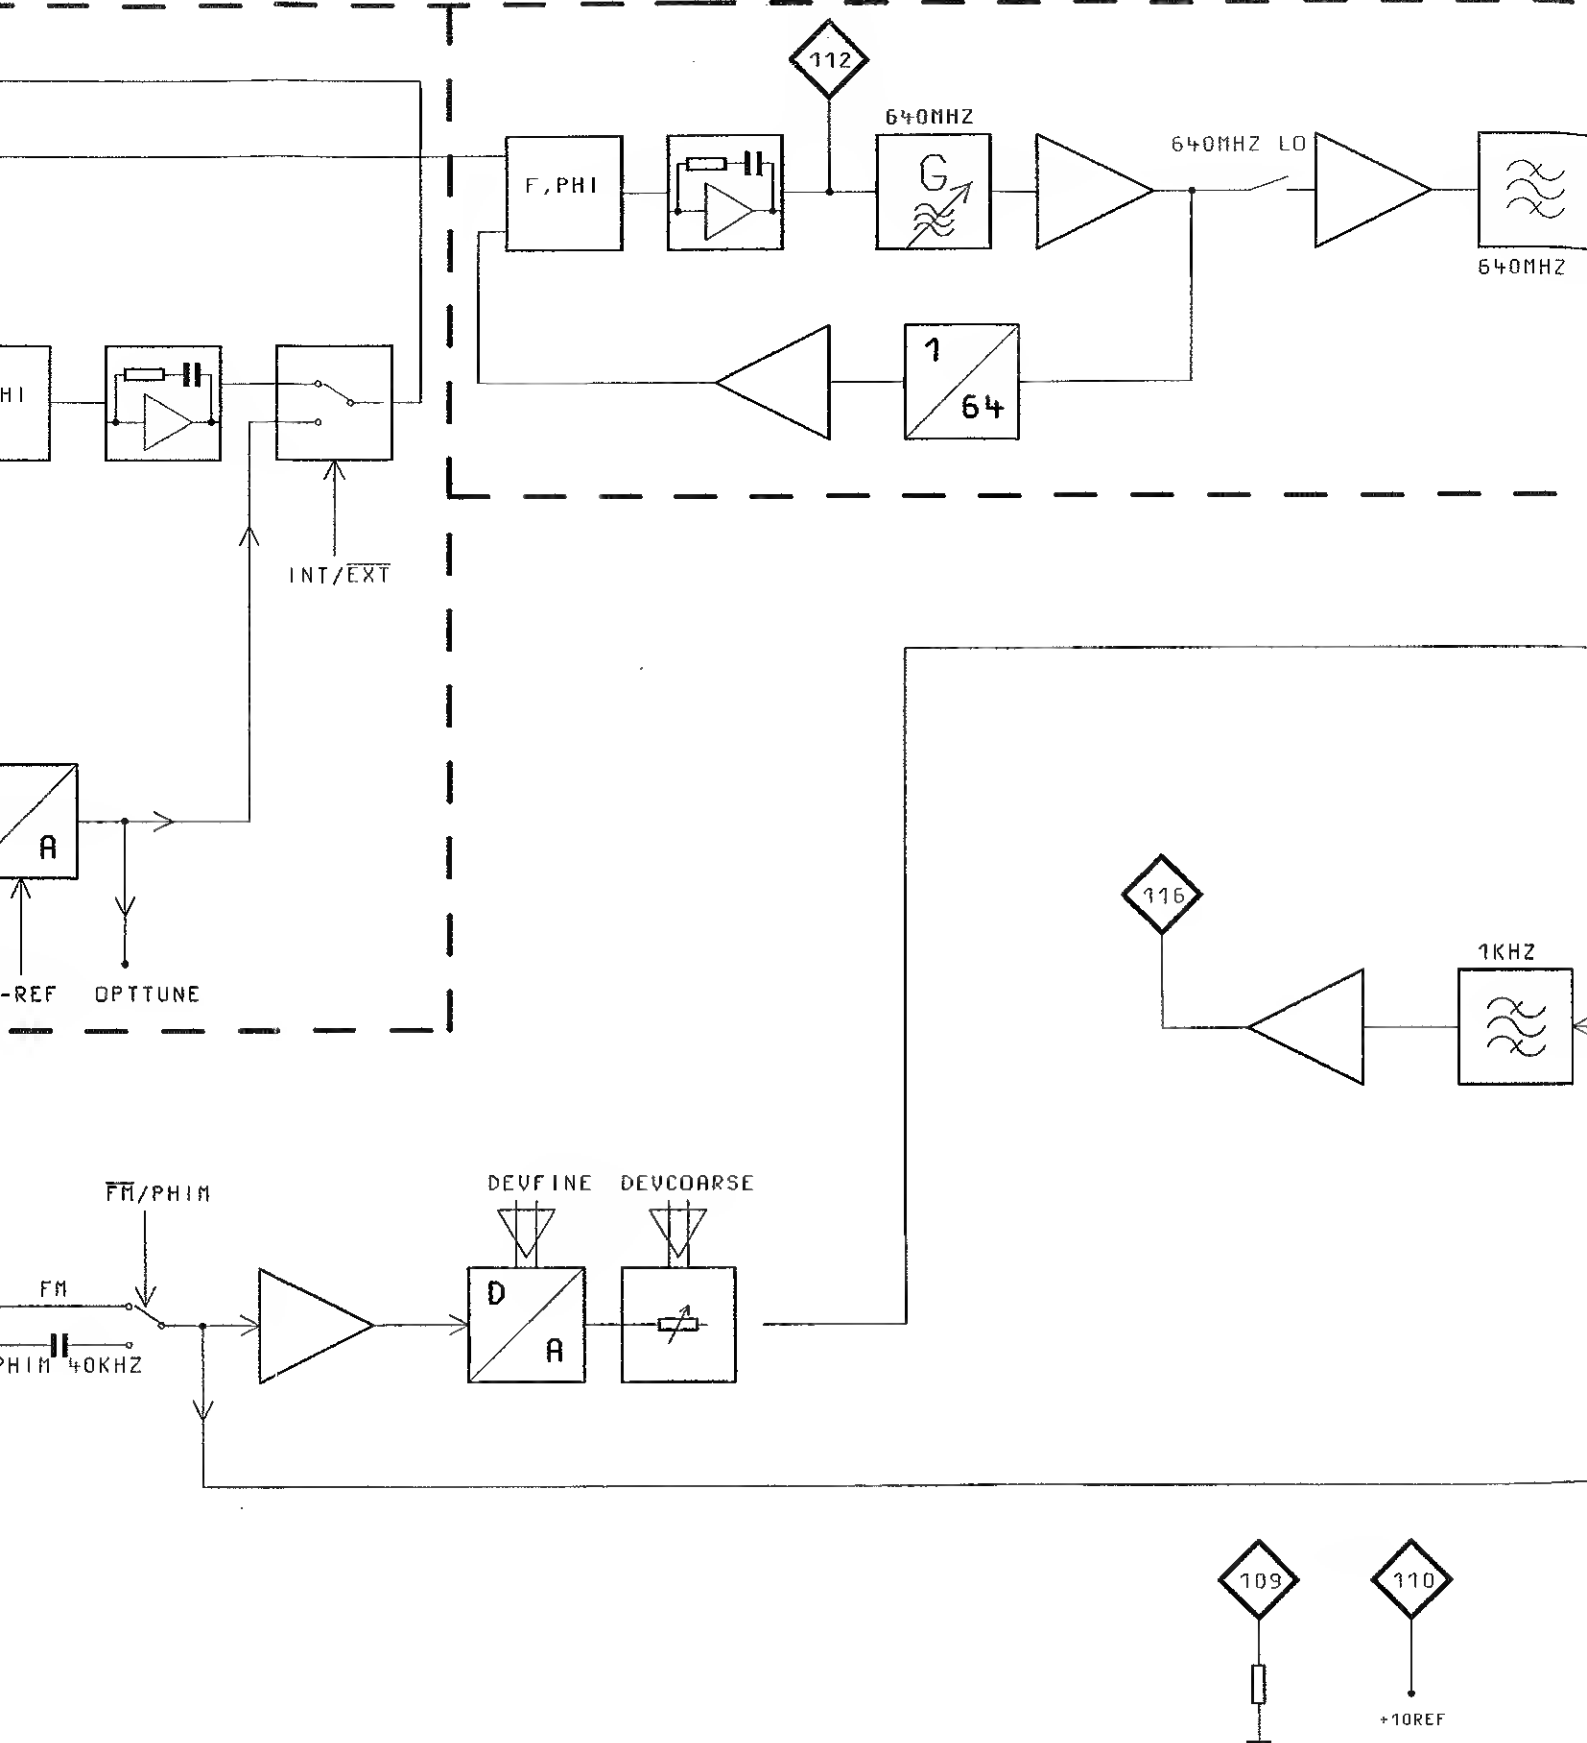 112
640MHZ
640MHZ LO
F,PHI
G
640MHZ
1
64
HI
INT/EXT
A
116
1KHZ
-REF
OPTTUNE
DEVFINE
DEVCOARSE
FM/PHIM
FM
D
A
PHIM 40KHZ
109
110
+10REF